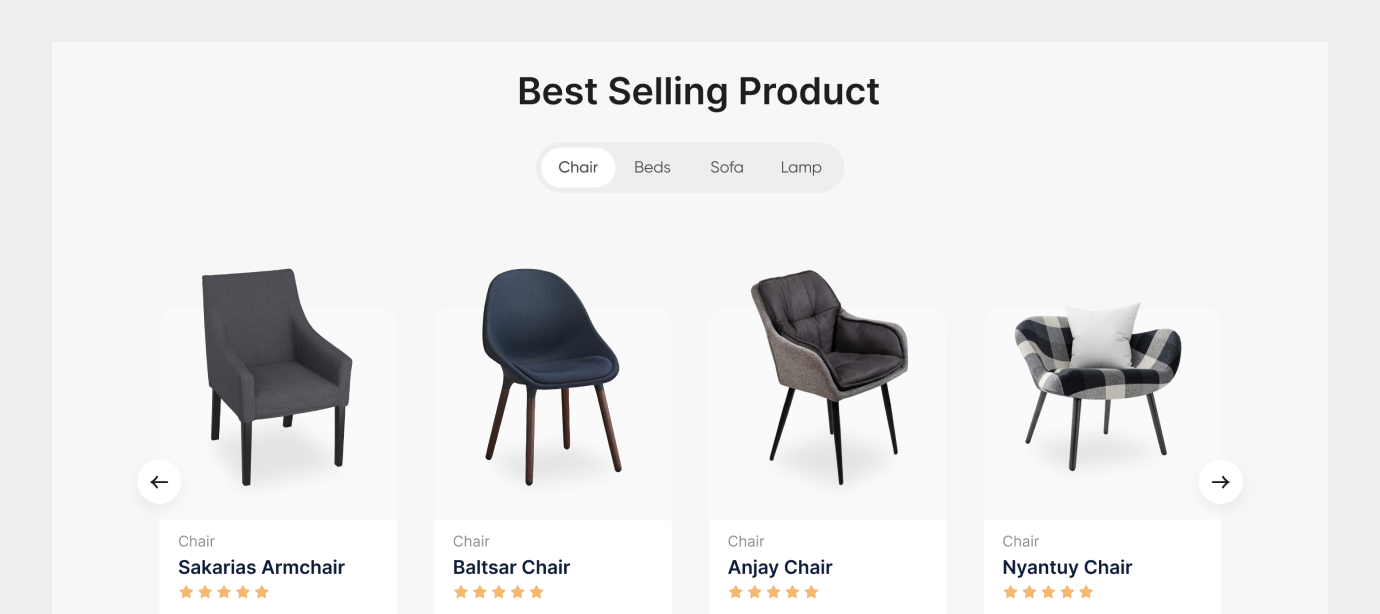 Best Selling Product
Chair Beds Sofa Lamp
Chair
Sakarias Armchair
Chair
Baltsar Chair
Chair
Anjay Chair
Chair
Nyantuy Chair